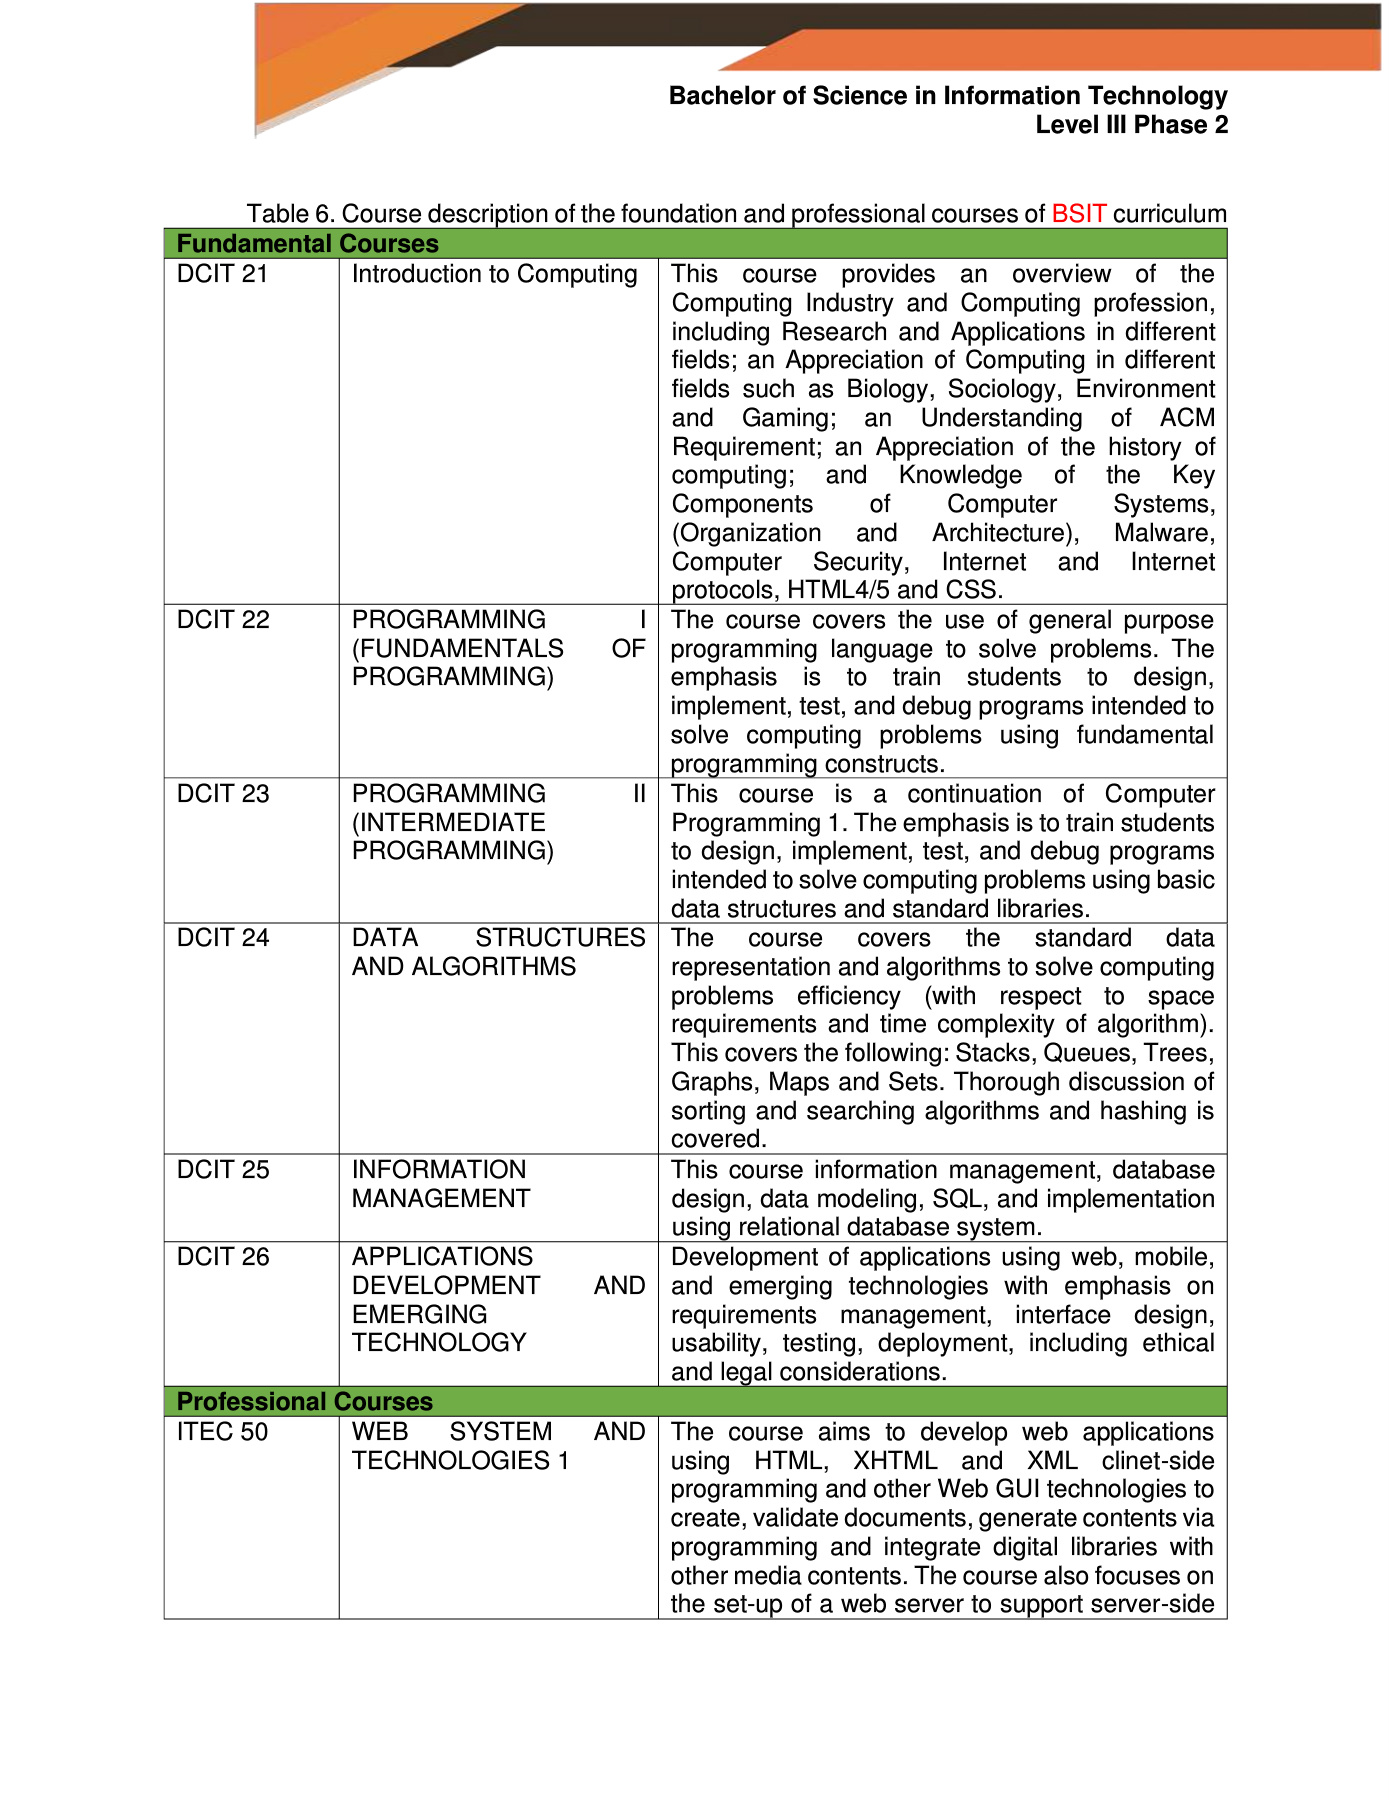 Bachelor of Science in Information Technology
Level III Phase 2
Table 6. Course description of the foundation and professional courses of BSIT curriculum
Fundamental Courses
DCIT 21
Introduction to Computing
This course provides an overview of the
Computing Industry and Computing profession,
including Research and Applications in different
fields; an Appreciation of Computing in different
fields such as Biology, Sociology, Environment
and Gaming; an Understanding of ACM
Requirement; an Appreciation of the history of
computing; and Knowledge of the Key
Components of Computer Systems,
(Organization and Architecture), Malware,
Computer Security, Internet and Internet
protocols, HTML4/5 and CSS.
DCIT 22
PROGRAMMING I
(FUNDAMENTALS OF
PROGRAMMING)
The course covers the use of general purpose
programming language to solve problems. The
emphasis is to train students to design,
implement, test, and debug programs intended to
solve computing problems using fundamental
programming constructs.
DCIT 23
PROGRAMMING II
(INTERMEDIATE
PROGRAMMING)
This course is a continuation of Computer
Programming 1. The emphasis is to train students
to design, implement, test, and debug programs
intended to solve computing problems using basic
data structures and standard libraries.
DCIT 24
DATA STRUCTURES
AND ALGORITHMS
The course covers the standard data
representation and algorithms to solve computing
problems efficiency (with respect to space
requirements and time complexity of algorithm).
This covers the following: Stacks, Queues, Trees,
Graphs, Maps and Sets. Thorough discussion of
sorting and searching algorithms and hashing is
covered.
DCIT 25
INFORMATION
MANAGEMENT
This course information management, database
design, data modeling, SQL, and implementation
using relational database system.
DCIT 26
APPLICATIONS
DEVELOPMENT AND
EMERGING
TECHNOLOGY
Development of applications using web, mobile,
and emerging technologies with emphasis on
requirements management, interface design,
usability, testing, deployment, including ethical
and legal considerations.
Professional Courses
ITEC 50
WEB SYSTEM AND
TECHNOLOGIES 1
The course aims to develop web applications
using HTML, XHTML and XML clinet-side
programming and other Web GUI technologies to
create, validate documents, generate contents via
programming and integrate digital libraries with
other media contents. The course also focuses on
the set-up of a web server to support server-side